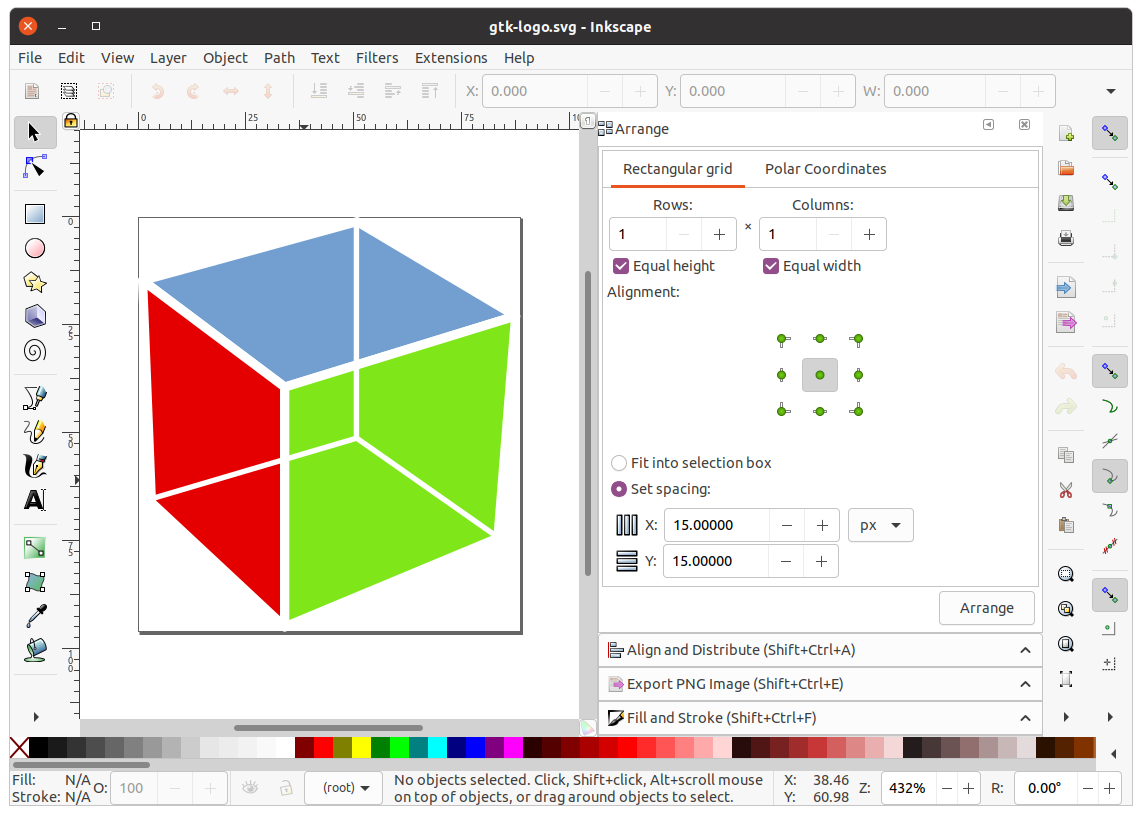 gtk-logo.svg - Inkscape
File Edit View Layer Object Path Text Filters Extensions Help
X: 0.000 Y: 0.000 W: 0.000
0 25 50 75
0
25
50
75
100
Arrange
Rectangular grid Polar Coordinates
Rows: Columns:
1 × 1
Equal height Equal width
Alignment:
Fit into selection box
Set spacing:
X: 15.00000 px
Y: 15.00000
Arrange
Align and Distribute (Shift+Ctrl+A)
Export PNG Image (Shift+Ctrl+E)
Fill and Stroke (Shift+Ctrl+F)
Fill: N/A O: 100 (root) No objects selected. Click, Shift+click, Alt+scroll mouse X: 38.46 Z: 432% R: 0.00°
Stroke: N/A on top of objects, or drag around objects to select. Y: 60.98